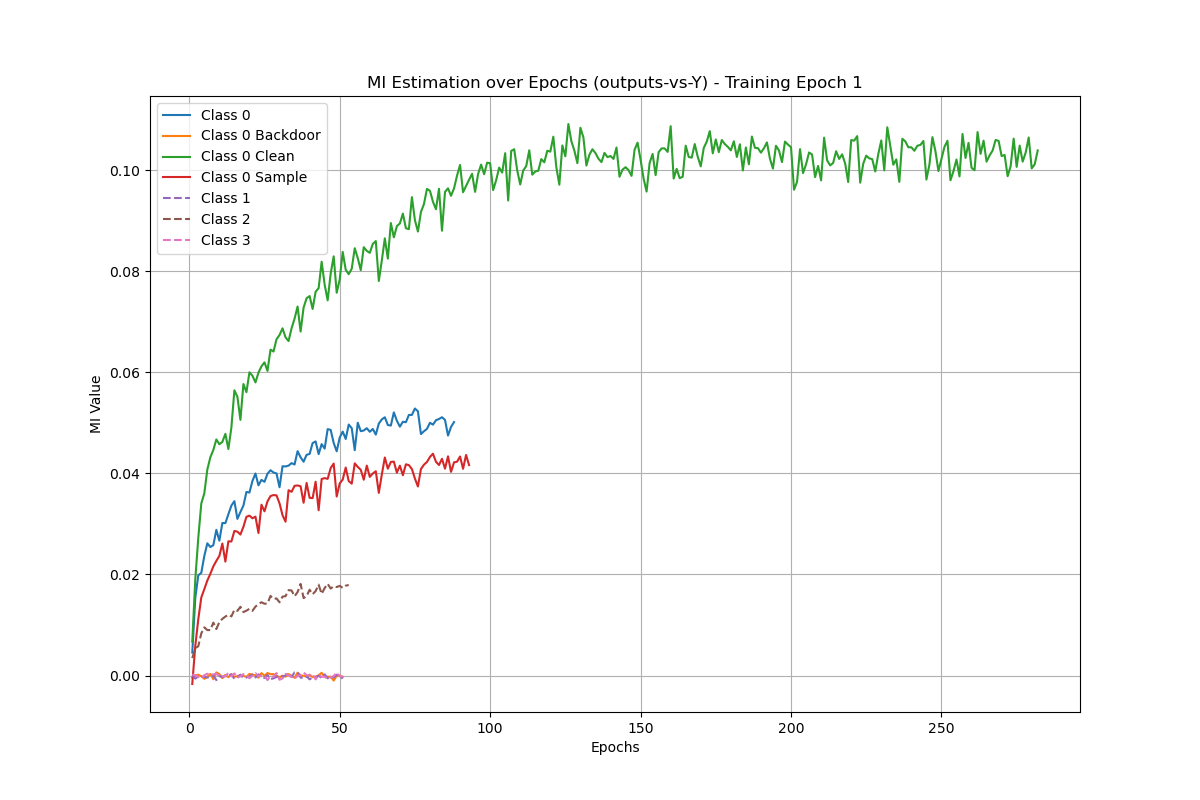 MI Estimation over Epochs (outputs-vs-Y) - Training Epoch 1
Class 0
Class 0 Backdoor
Class 0 Clean
Class 0 Sample
Class 1
Class 2
Class 3
MI Value
0.10
0.08
0.06
0.04
0.02
0.00
0 50 100 150 200 250
Epochs